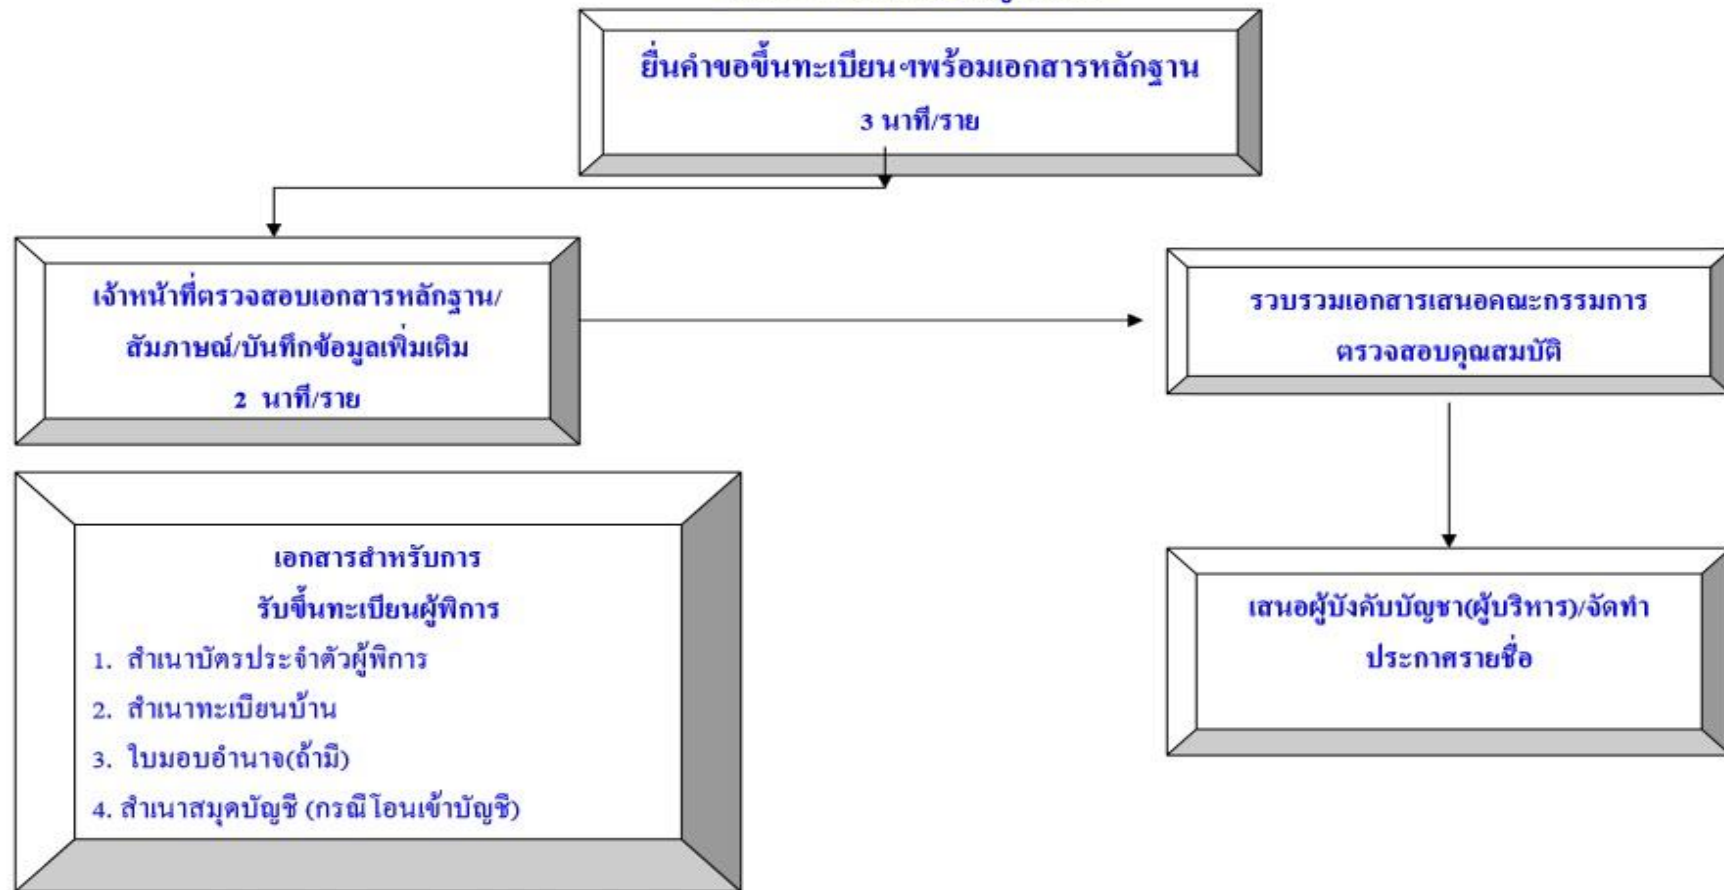 ยื่นคำขอขึ้นทะเบียนฯพร้อมเอกสารหลักฐาน
3 นาที/ราย
เจ้าหน้าที่ตรวจสอบเอกสารหลักฐาน/
สัมภาษณ์/บันทึกข้อมูลเพิ่มเติม
2 นาที/ราย
รวบรวมเอกสารเสนอคณะกรรมการ
ตรวจสอบคุณสมบัติ
เอกสารสำหรับการ
รับขึ้นทะเบียนผู้พิการ
1. สำเนาบัตรประจำตัวผู้พิการ
2. สำเนาทะเบียนบ้าน
3. ใบมอบอำนาจ(ถ้ามี)
4. สำเนาสมุดบัญชี (กรณีโอนเข้าบัญชี)
เสนอผู้บังคับบัญชา(ผู้บริหาร)/จัดทำ
ประกาศรายชื่อ